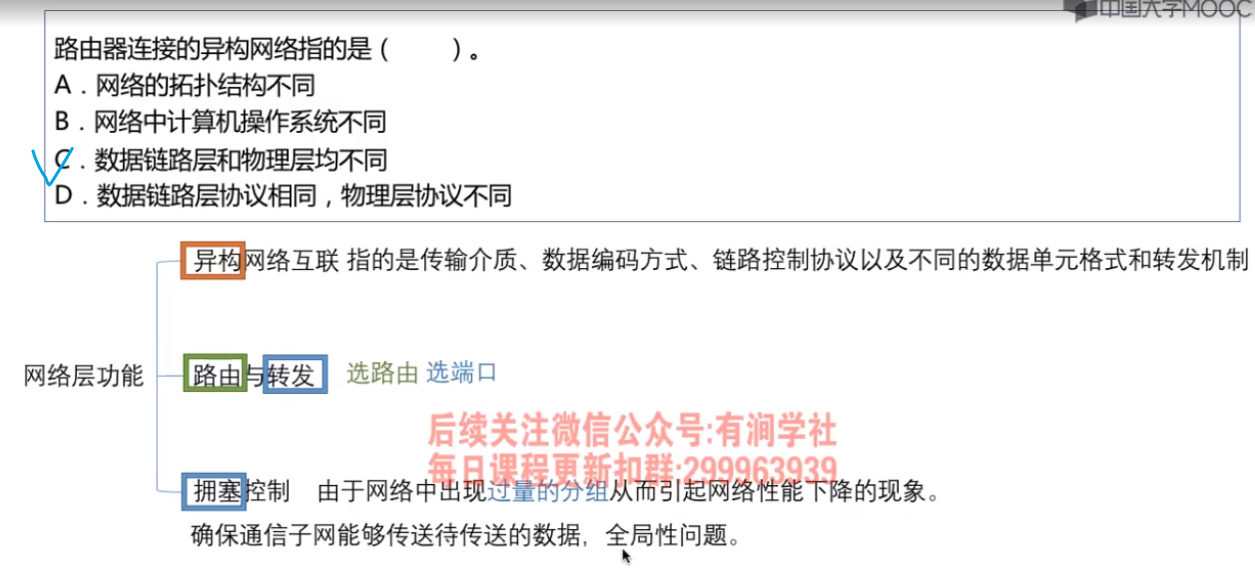 中国大学MOOC
路由器连接的异构网络指的是（　　）。
A．网络的拓扑结构不同
B．网络中计算机操作系统不同
C．数据链路层和物理层均不同
D．数据链路层协议相同，物理层协议不同
异构网络互联 指的是传输介质、数据编码方式、链路控制协议以及不同的数据单元格式和转发机制
网络层功能
路由与转发 选路由 选端口
后续关注微信公众号:有涧学社
每日课程更新扣群:299963939
拥塞控制 由于网络中出现过量的分组从而引起网络性能下降的现象。
确保通信子网能够传送待传送的数据，全局性问题。